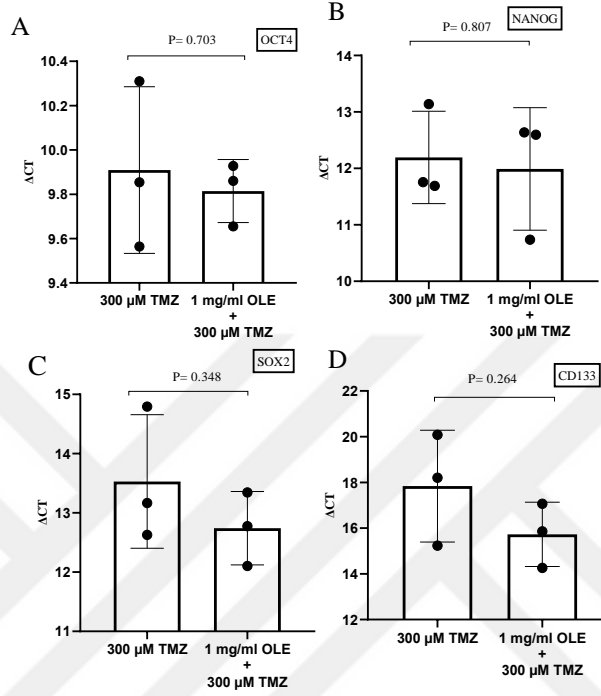 A
P= 0.703
OCT4
10.4
10.2
10.0
9.8
9.6
9.4
ΔCT
300 µM TMZ
1 mg/ml OLE
+
300 µM TMZ
B
P= 0.807
NANOG
14
13
12
11
10
ΔCT
300 µM TMZ
1 mg/ml OLE
+
300 µM TMZ
C
P= 0.348
SOX2
15
14
13
12
11
ΔCT
300 µM TMZ
1 mg/ml OLE
+
300 µM TMZ
D
P= 0.264
CD133
22
20
18
16
14
12
ΔCT
300 µM TMZ
1 mg/ml OLE
+
300 µM TMZ